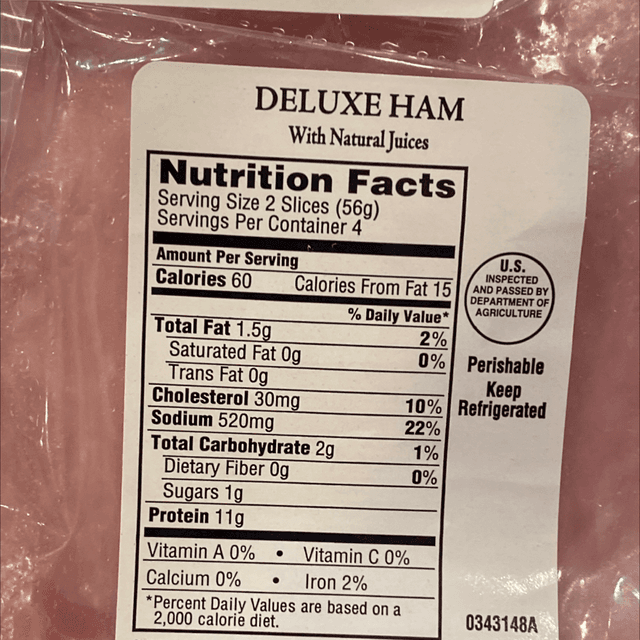 DELUXE HAM
With Natural Juices
Nutrition Facts
Serving Size 2 Slices (56g)
Servings Per Container 4
Amount Per Serving
Calories 60 Calories From Fat 15
% Daily Value*
Total Fat 1.5g 2%
Saturated Fat 0g 0%
Trans Fat 0g
Cholesterol 30mg 10%
Sodium 520mg 22%
Total Carbohydrate 2g 1%
Dietary Fiber 0g 0%
Sugars 1g
Protein 11g
Vitamin A 0% • Vitamin C 0%
Calcium 0% • Iron 2%
*Percent Daily Values are based on a
2,000 calorie diet.
U.S.
INSPECTED
AND PASSED BY
DEPARTMENT OF
AGRICULTURE
Perishable
Keep
Refrigerated
0343148A